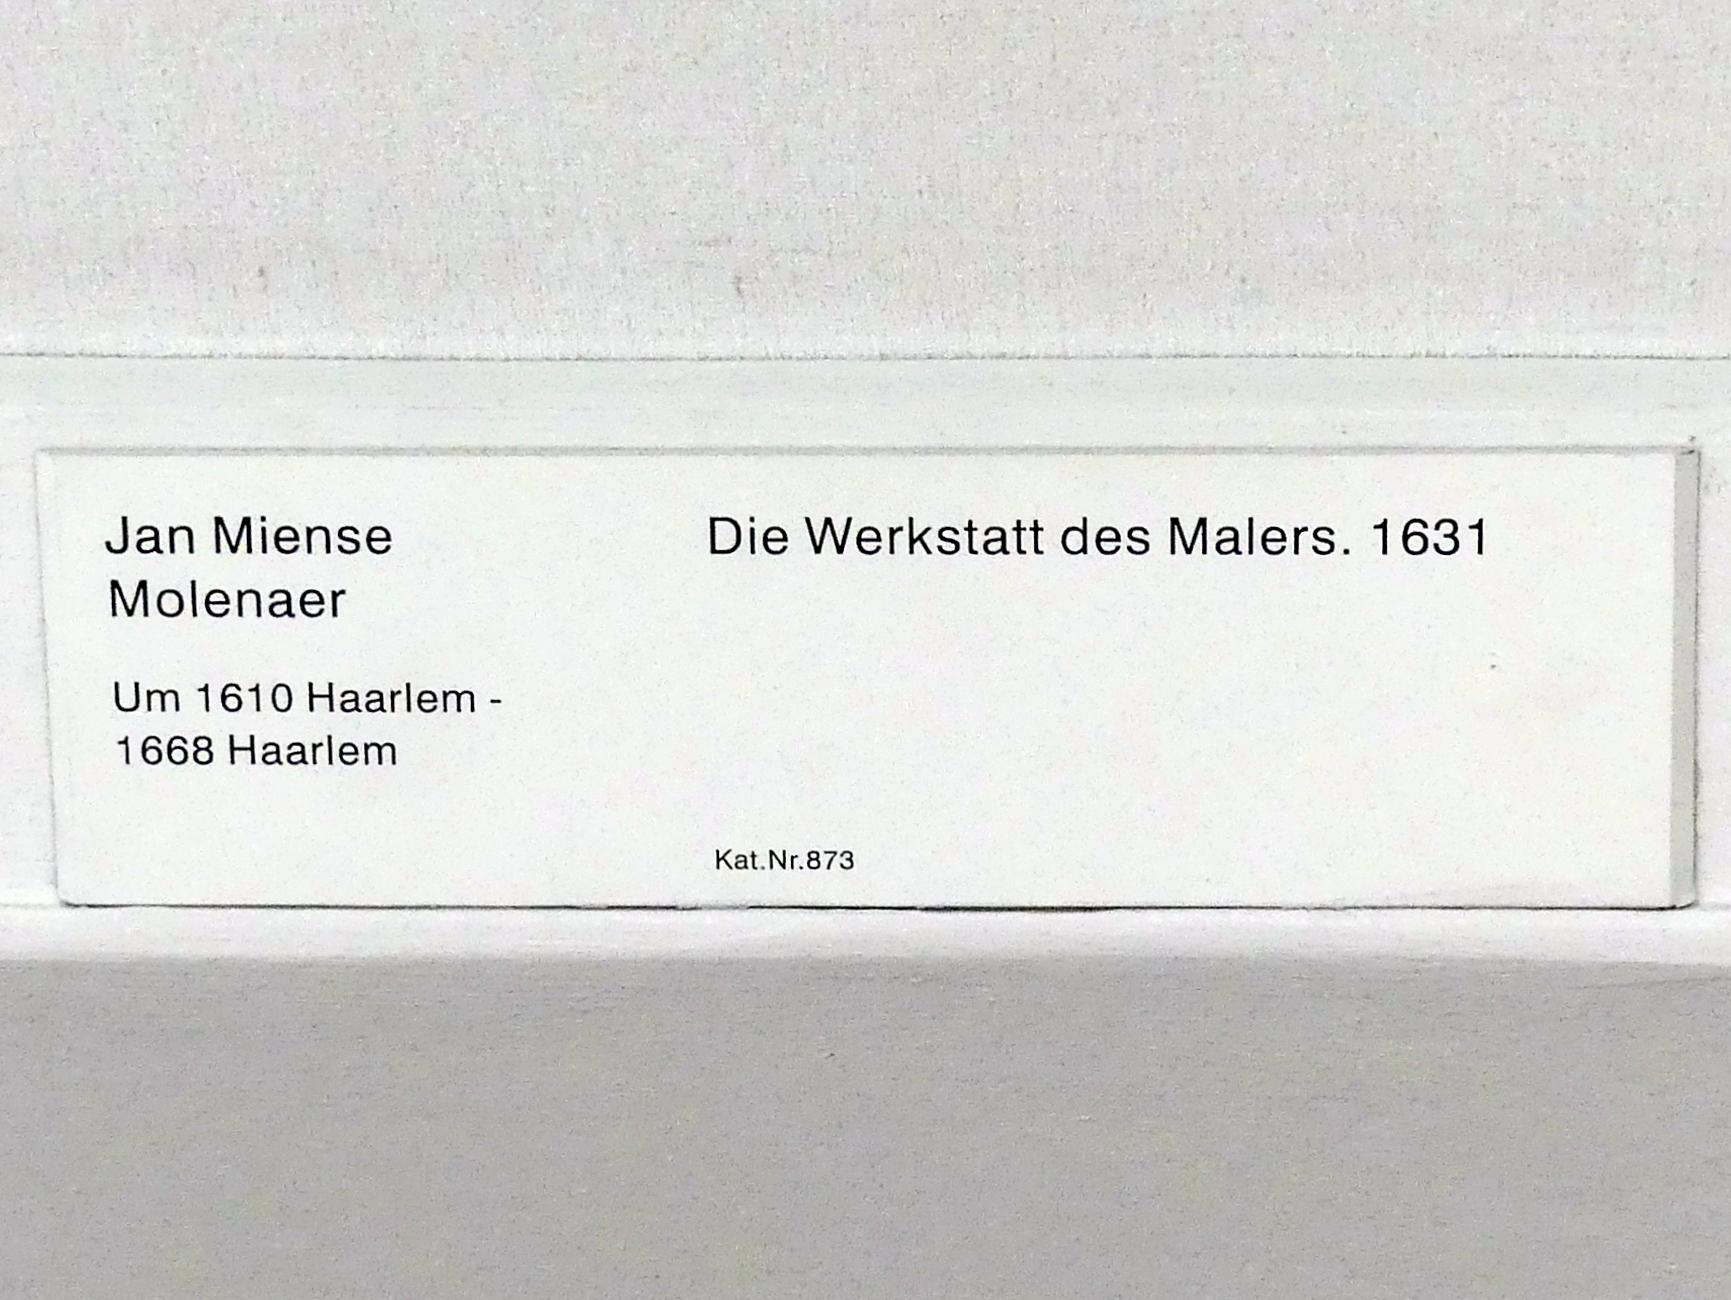 Jan Miense
Molenaer
Um 1610 Haarlem -
1668 Haarlem
Die Werkstatt des Malers. 1631
Kat.Nr.873